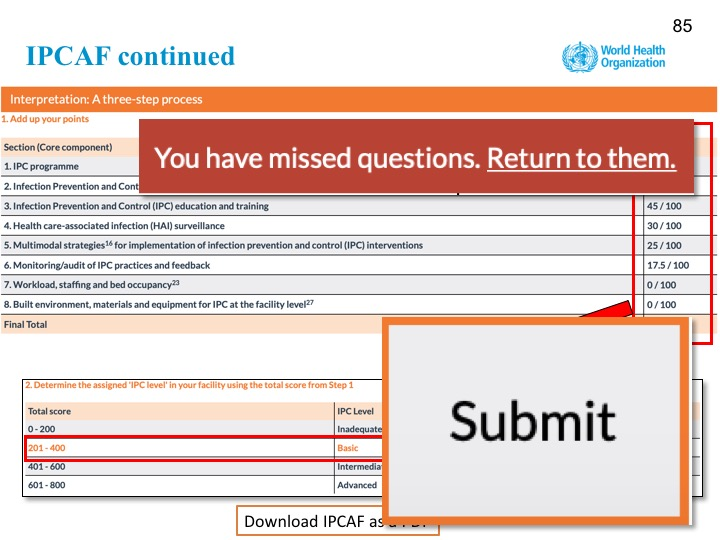 85
IPCAF continued
World Health
Organization
Interpretation: A three-step process
1. Add up your points
Section (Core component)
You have missed questions. Return to them.
1. IPC programme
2. Infection Prevention and Cont
3. Infection Prevention and Control (IPC) education and training 45 / 100
4. Health care-associated infection (HAI) surveillance 30 / 100
5. Multimodal strategies16 for implementation of infection prevention and control (IPC) interventions 25 / 100
6. Monitoring/audit of IPC practices and feedback 17.5 / 100
7. Workload, staffing and bed occupancy23 0 / 100
8. Built environment, materials and equipment for IPC at the facility level27 0 / 100
Final Total
2. Determine the assigned 'IPC level' in your facility using the total score from Step 1
Total score IPC Level
0 - 200 Inadequate
201 - 400 Basic
401 - 600 Intermedia
601 - 800 Advanced
Submit
Download IPCAF as